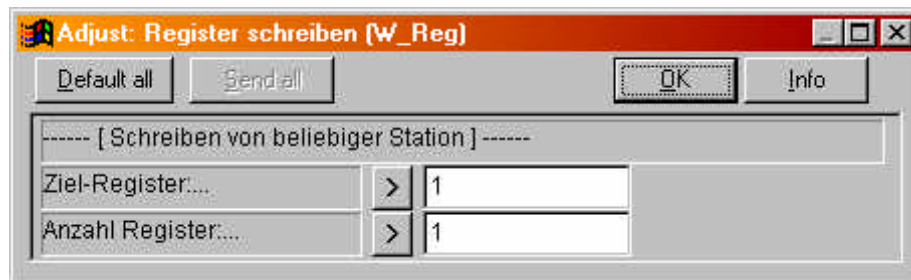 Adjust: Register schreiben (W_Reg)
Default all Send all OK Info
------ [ Schreiben von beliebiger Station ] ------
Ziel-Register:... > 1
Anzahl Register:... > 1